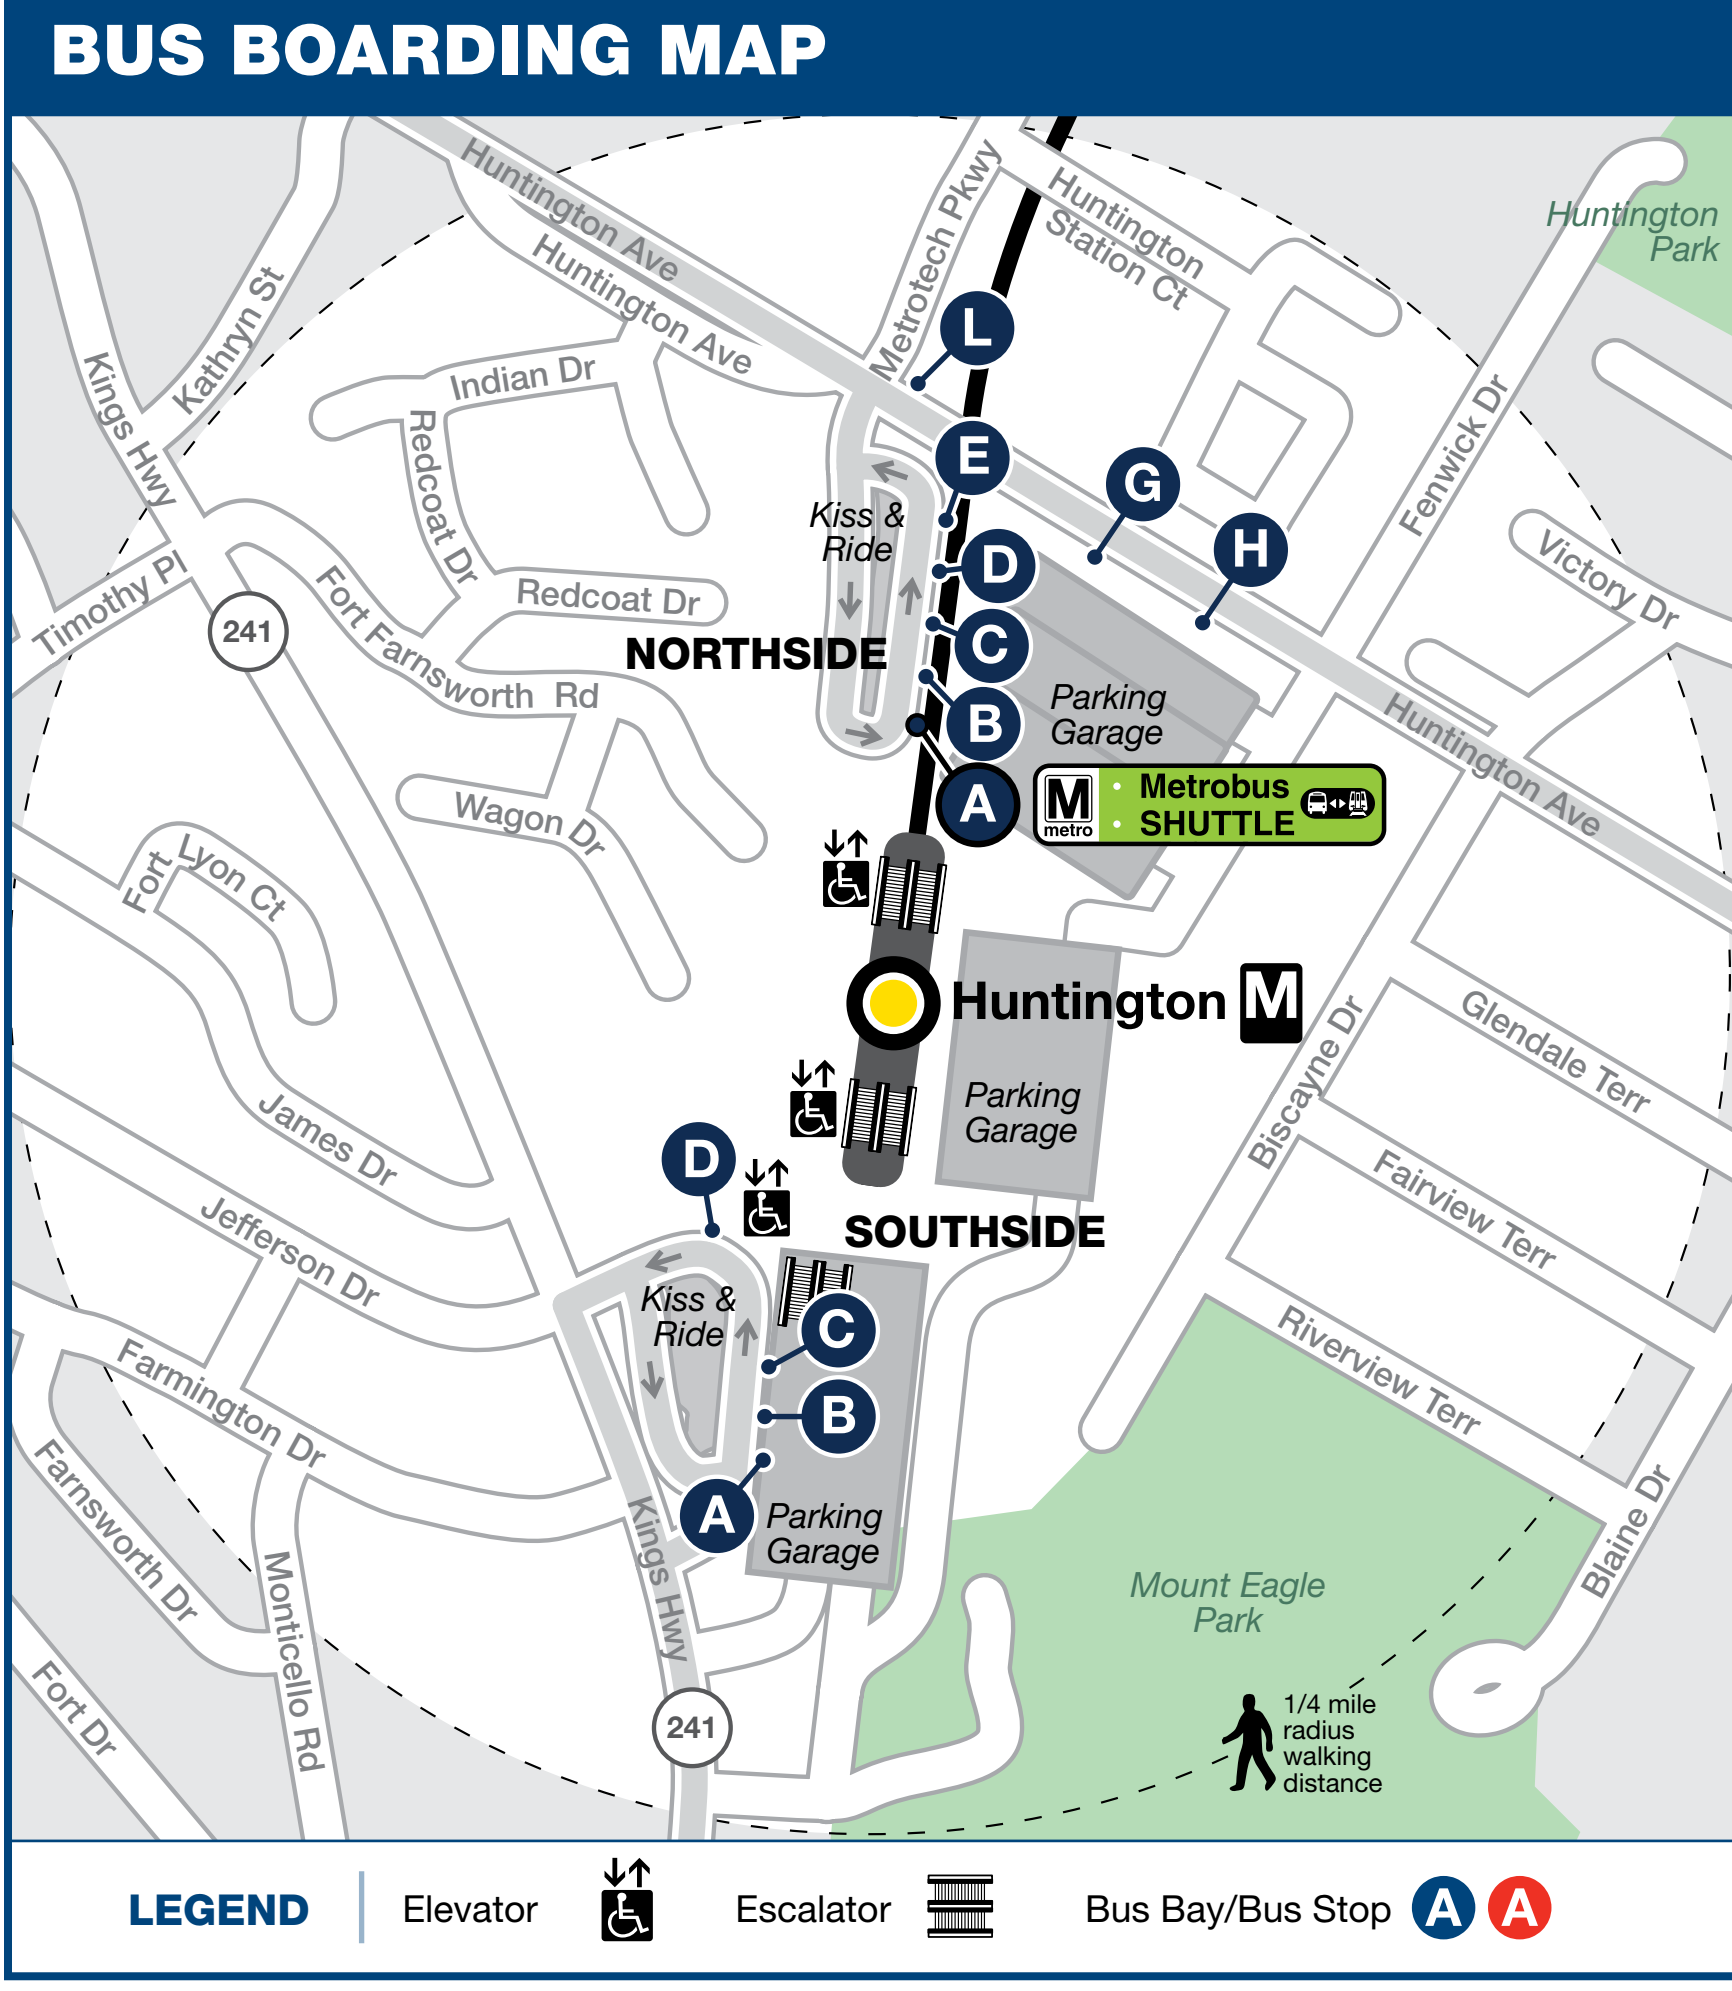 BUS BOARDING MAP
Huntington Ave
Huntington Ave
Metrotech Pkwy
Huntington
Station Ct
Huntington
Park
Kathryn St
Kings Hwy
Indian Dr
Redcoat Dr
Redcoat Dr
Timothy Pl
241
Fort Farnsworth Rd
L
E
G
H
D
C
B
A
Kiss &
Ride
NORTHSIDE
Parking
Garage
M
metro
• Metrobus
• SHUTTLE
Fenwick Dr
Victory Dr
Huntington Ave
Wagon Dr
Fort
Lyon Ct
Huntington
M
Parking
Garage
Biscayne Dr
Glendale Terr
Fairview Terr
Riverview Terr
James Dr
Jefferson Dr
D
SOUTHSIDE
Kiss &
Ride
C
B
A
Parking
Garage
Farmington Dr
Farnsworth Dr
Monticello Rd
Fort Dr
Kings Hwy
241
Mount Eagle
Park
Blaine Dr
1/4 mile
radius
walking
distance
LEGEND
Elevator
Escalator
Bus Bay/Bus Stop A A